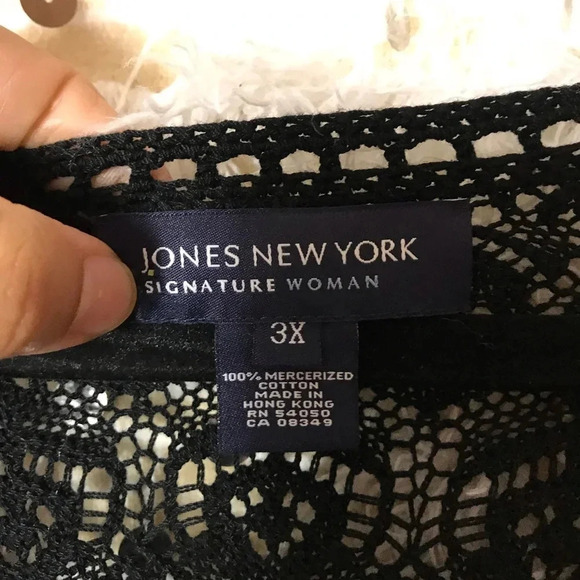 JONES NEW YORK
SIGNATURE WOMAN
3X
100% MERCERIZED
COTTON
MADE IN
HONG KONG
RN 54050
CA 08349